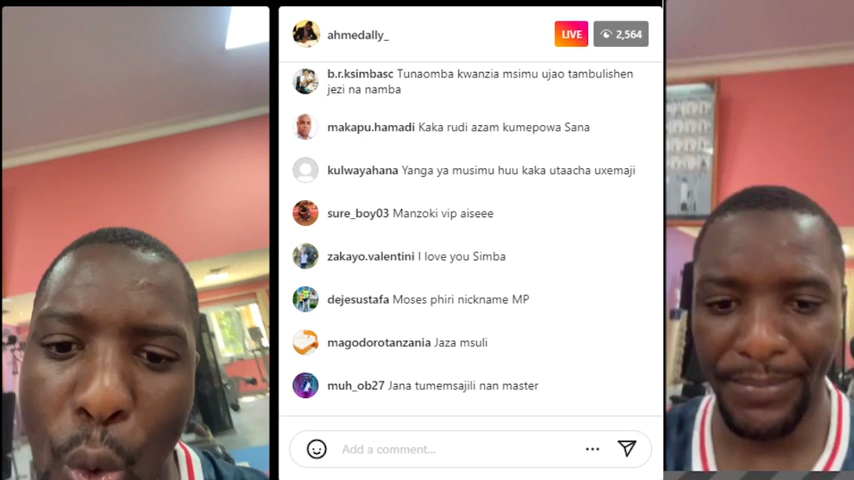 ahmedally_
LIVE
2,564
b.r.ksimbasc Tunaomba kwanzia msimu ujao tambulishen
jezi na namba
makapu.hamadi Kaka rudi azam kumepowa Sana
kulwayahana Yanga ya musimu huu kaka utaacha uxemaji
sure_boy03 Manzoki vip aiseee
zakayo.valentini I love you Simba
dejesustafa Moses phiri nickname MP
magodorotanzania Jaza msuli
muh_ob27 Jana tumemsajili nan master
Add a comment...